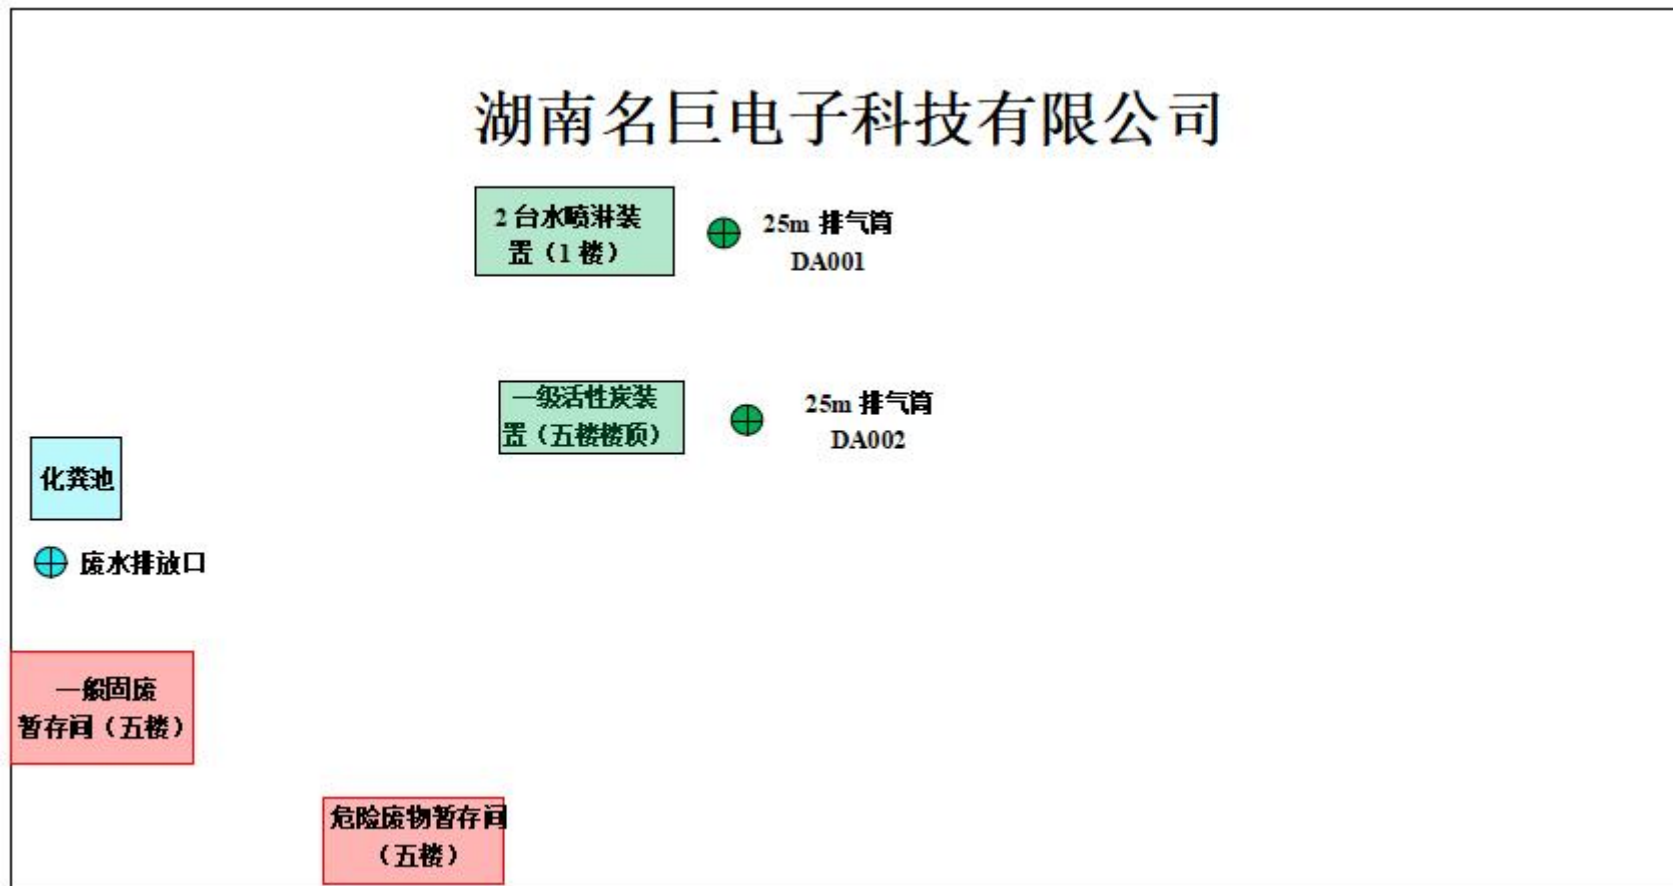 湖南名巨电子科技有限公司
2 台水喷淋装
置（1 楼）
25m 排气筒
DA001
一级活性炭装
置（五楼楼顶）
25m 排气筒
DA002
化粪池
废水排放口
一般固废
暂存间（五楼）
危险废物暂存间
（五楼）